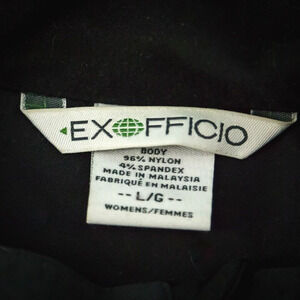 EXOFFICIO
BODY
96% NYLON
4% SPANDEX
MADE IN MALAYSIA
FABRIQUÉ EN MALAISIE
-- L/G --
WOMENS/FEMMES